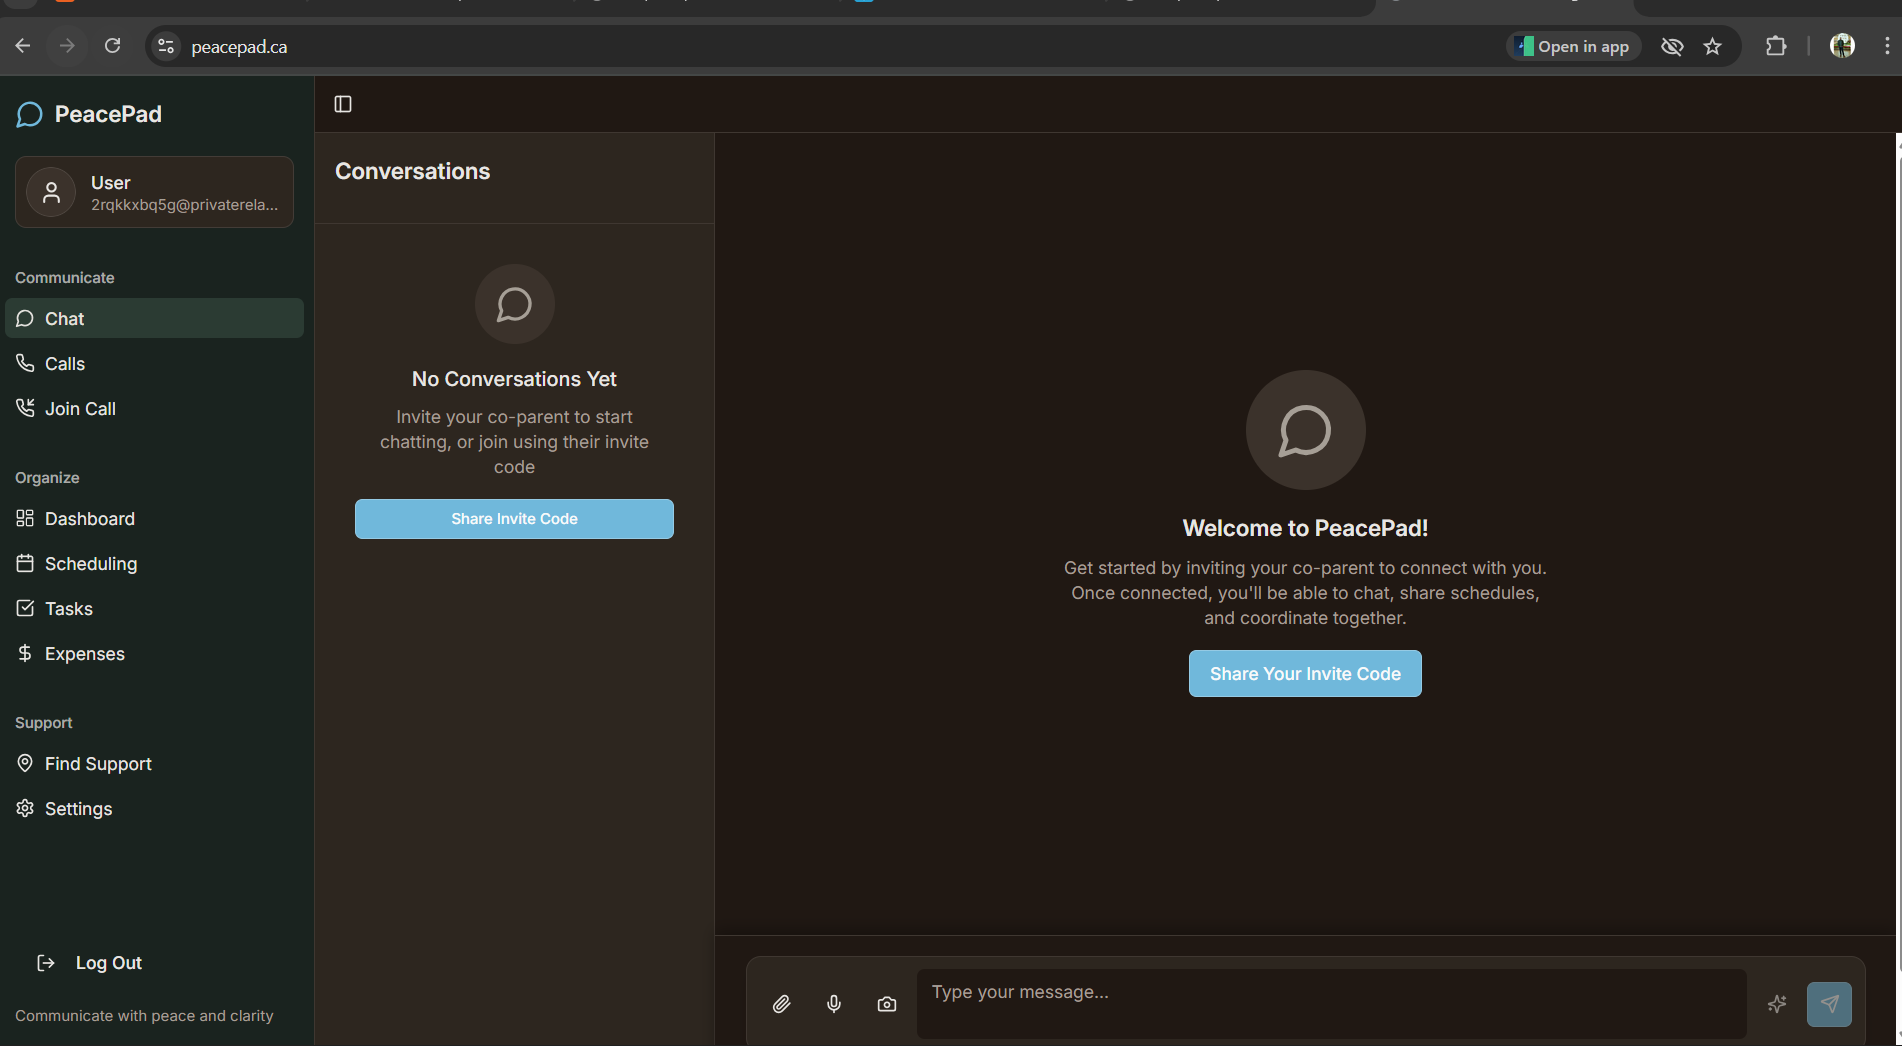 peacepad.ca
Open in app
PeacePad
User
2rqkkxbq5g@privaterela...
Communicate
Chat
Calls
Join Call
Organize
Dashboard
Scheduling
Tasks
Expenses
Support
Find Support
Settings
Log Out
Communicate with peace and clarity
Conversations
No Conversations Yet
Invite your co-parent to start
chatting, or join using their invite
code
Share Invite Code
Welcome to PeacePad!
Get started by inviting your co-parent to connect with you.
Once connected, you'll be able to chat, share schedules,
and coordinate together.
Share Your Invite Code
Type your message...